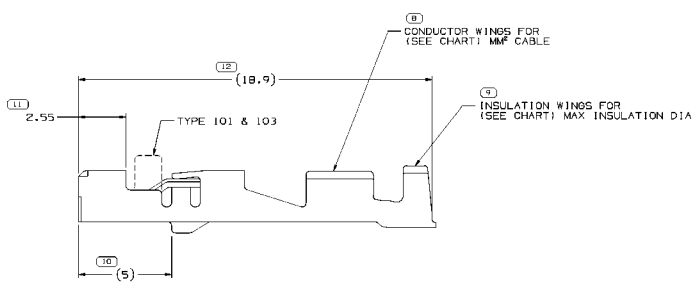 8
CONDUCTOR WINGS FOR
(SEE CHART) MM² CABLE
12
(18.9)
9
INSULATION WINGS FOR
(SEE CHART) MAX INSULATION DIA
11
2.55
TYPE 101 & 103
10
(5)